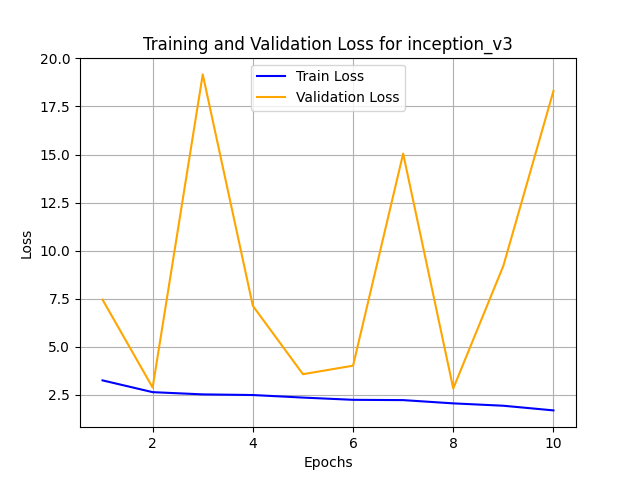 Training and Validation Loss for inception_v3
Train Loss
Validation Loss
20.0
17.5
15.0
12.5
10.0
7.5
5.0
2.5
Loss
2 4 6 8 10
Epochs